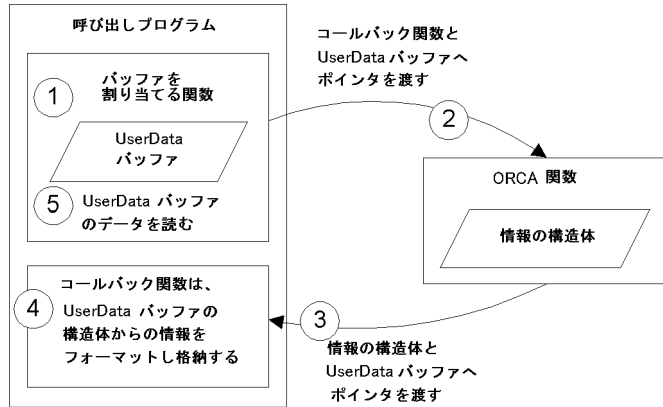 呼び出しプログラム
1
バッファを
割り当てる関数
UserData
バッファ
5
UserData バッファ
のデータを読む
コールバック関数と
UserData バッファへ
ポインタを渡す
2
ORCA 関数
情報の構造体
3
情報の構造体と
UserData バッファへ
ポインタを渡す
4
コールバック関数は、
UserData バッファの
構造体からの情報を
フォーマットし格納する